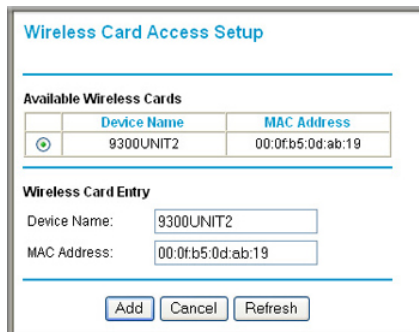 Wireless Card Access Setup
Available Wireless Cards
Device Name MAC Address
9300UNIT2 00:0f:b5:0d:ab:19
Wireless Card Entry
Device Name: 9300UNIT2
MAC Address: 00:0f:b5:0d:ab:19
Add Cancel Refresh